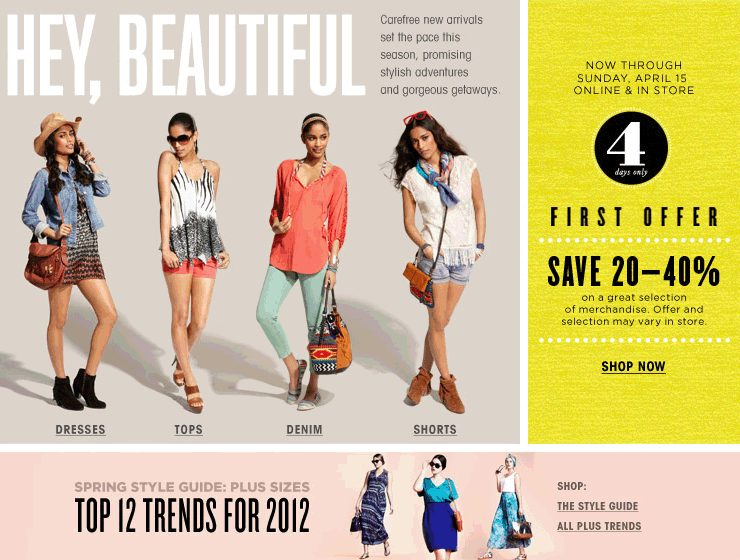 HEY, BEAUTIFUL
Carefree new arrivals
set the pace this
season, promising
stylish adventures
and gorgeous getaways.
DRESSES
TOPS
DENIM
SHORTS
NOW THROUGH
SUNDAY, APRIL 15
ONLINE & IN STORE
4
days only
FIRST OFFER
SAVE 20–40%
on a great selection
of merchandise. Offer and
selection may vary in store.
SHOP NOW
SPRING STYLE GUIDE: PLUS SIZES
TOP 12 TRENDS FOR 2012
SHOP:
THE STYLE GUIDE
ALL PLUS TRENDS